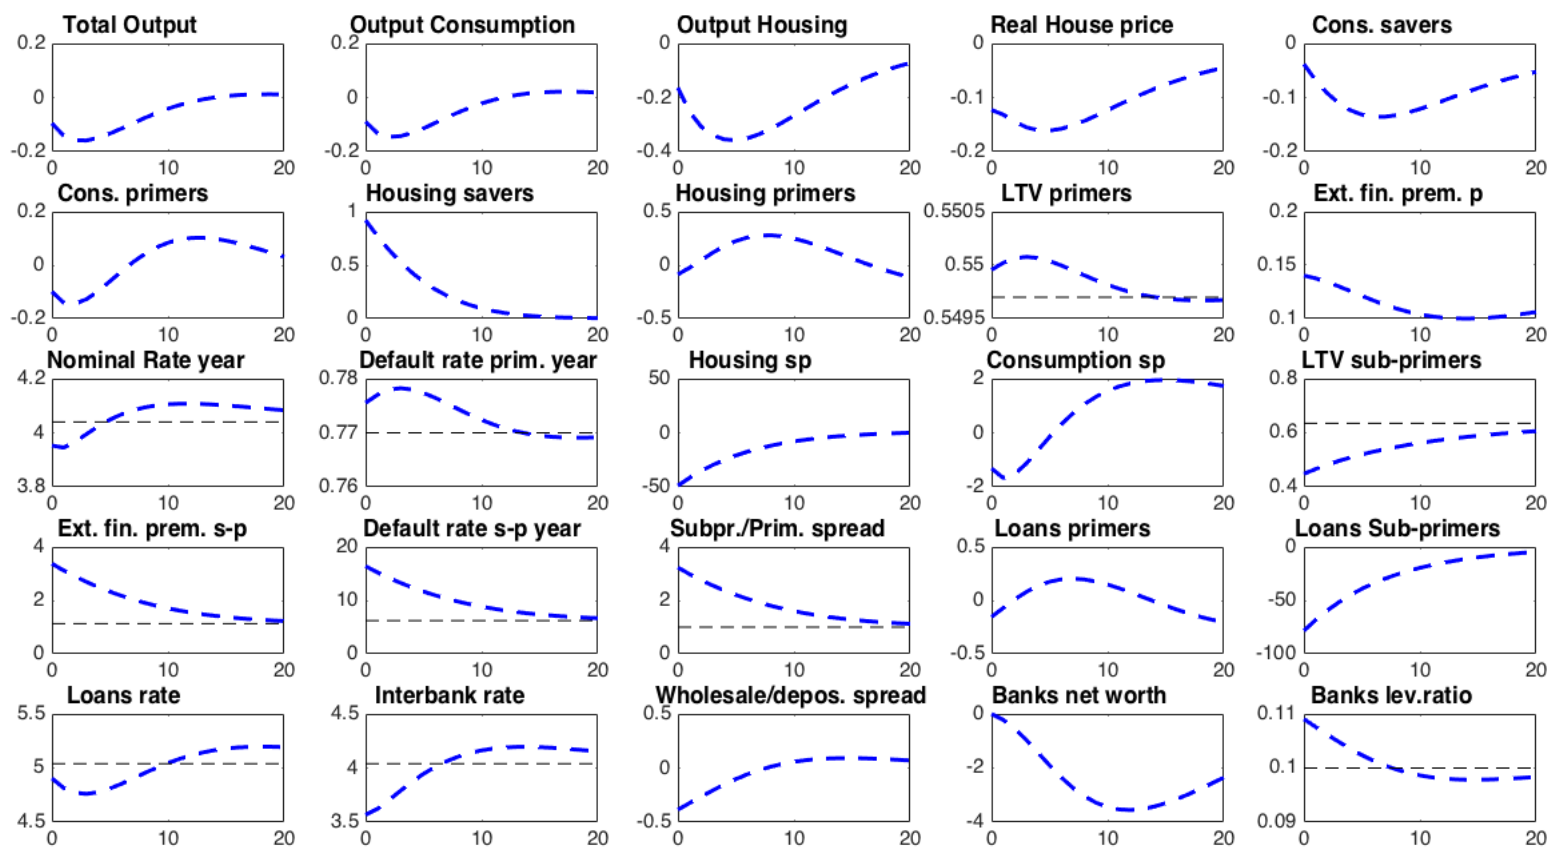 Total Output
Output Consumption
Output Housing
Real House price
Cons. savers
0.2
0
-0.2
0 10 20
0.2
0
-0.2
0 10 20
0
-0.2
-0.4
0 10 20
0
-0.1
-0.2
0 10 20
0
-0.1
-0.2
0 10 20
Cons. primers
Housing savers
Housing primers
LTV primers
Ext. fin. prem. p
0.2
0
-0.2
0 10 20
1
0.5
0
0 10 20
0.5
0
-0.5
0 10 20
0.5505
0.55
0.5495
0 10 20
0.2
0.15
0.1
0 10 20
Nominal Rate year
Default rate prim. year
Housing sp
Consumption sp
LTV sub-primers
4.2
4
3.8
0 10 20
0.78
0.77
0.76
0 10 20
50
0
-50
0 10 20
2
0
-2
0 10 20
0.8
0.6
0.4
0 10 20
Ext. fin. prem. s-p
Default rate s-p year
Subpr./Prim. spread
Loans primers
Loans Sub-primers
4
2
0
0 10 20
20
10
0
0 10 20
4
2
0
0 10 20
0.5
0
-0.5
0 10 20
0
-50
-100
0 10 20
Loans rate
Interbank rate
Wholesale/depos. spread
Banks net worth
Banks lev.ratio
5.5
5
4.5
0 10 20
4.5
4
3.5
0 10 20
0.5
0
-0.5
0 10 20
0
-2
-4
0 10 20
0.11
0.1
0.09
0 10 20